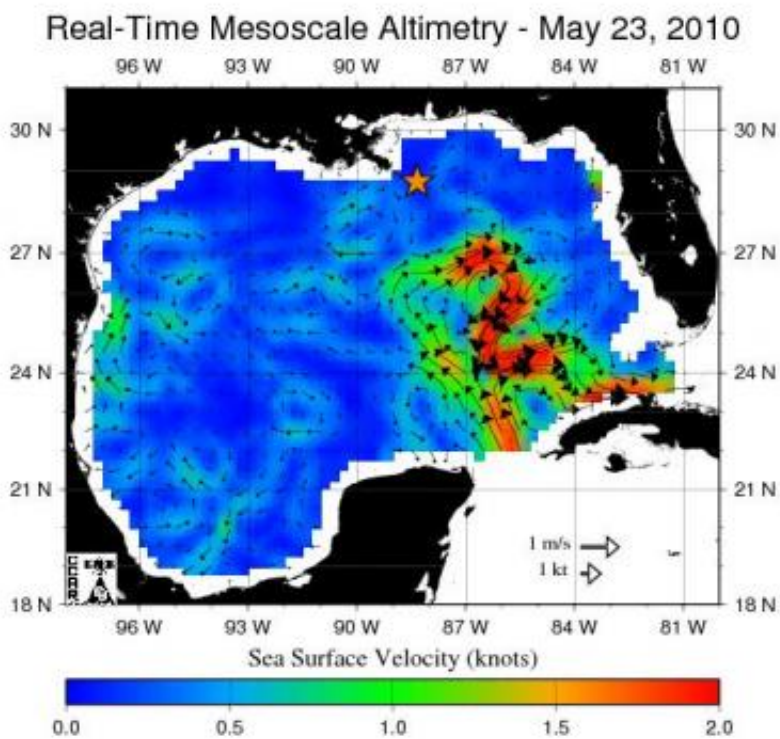 Real-Time Mesoscale Altimetry - May 23, 2010
96 W 93 W 90 W 87 W 84 W 81 W
30 N 30 N
27 N 27 N
24 N 24 N
21 N 21 N
1 m/s
1 kt
CCAR
18 N 18 N
96 W 93 W 90 W 87 W 84 W 81 W
Sea Surface Velocity (knots)
0.0 0.5 1.0 1.5 2.0